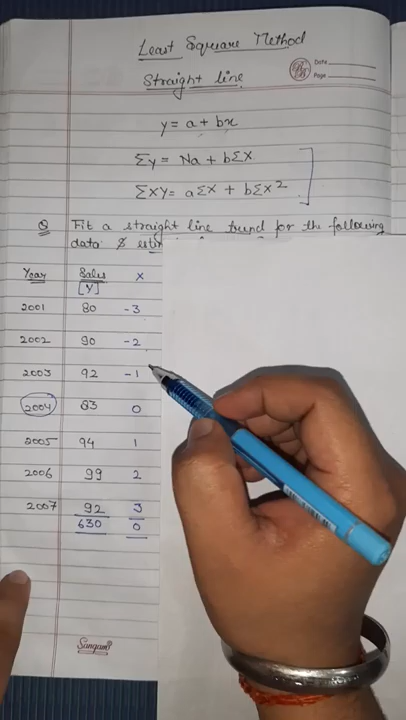 Least Square Method
Straight line
Date
Page
y = a + bx
Σy = Na + bΣx
ΣXY = aΣX + bΣx²
Q Fit a straight line trend for the following
data &
Year Sales X
[Y]
2001 80 -3
2002 90 -2
2003 92 -1
2004 83 0
2005 94 1
2006 99 2
2007 92 3
630 0
Sangam